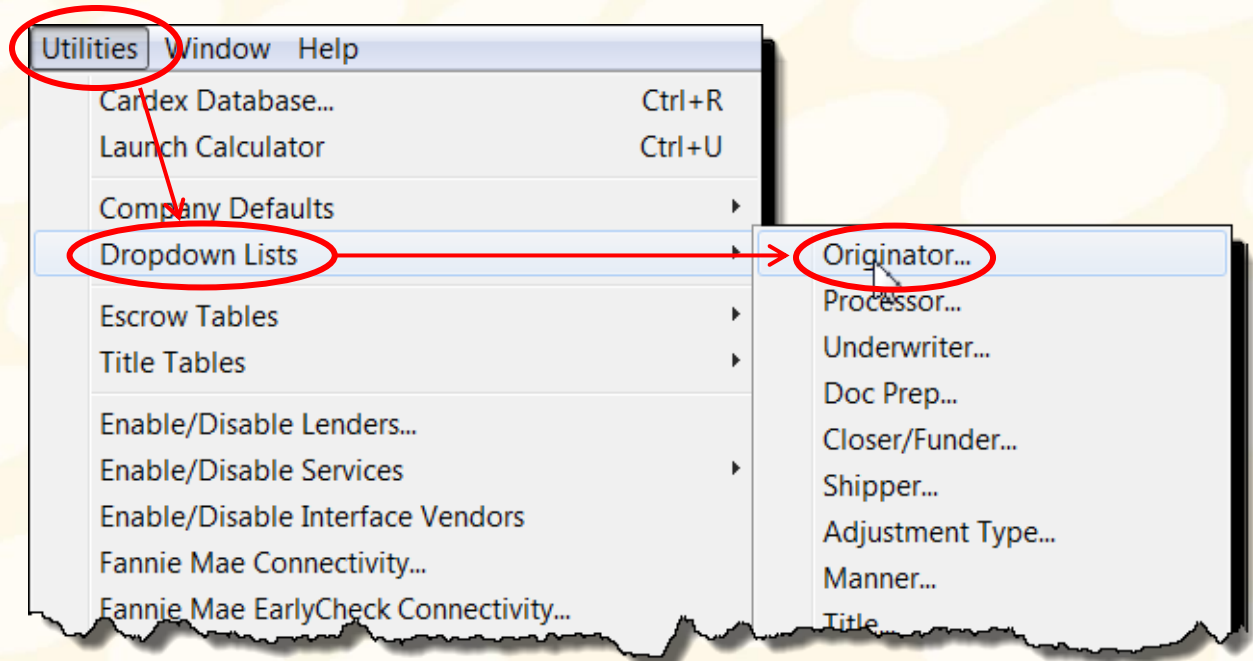 Utilities Window Help
Cardex Database... Ctrl+R
Launch Calculator Ctrl+U
Company Defaults
Dropdown Lists
Escrow Tables
Title Tables
Enable/Disable Lenders...
Enable/Disable Services
Enable/Disable Interface Vendors
Fannie Mae Connectivity...
Fannie Mae EarlyCheck Connectivity...
Originator...
Processor...
Underwriter...
Doc Prep...
Closer/Funder...
Shipper...
Adjustment Type...
Manner...
Title...